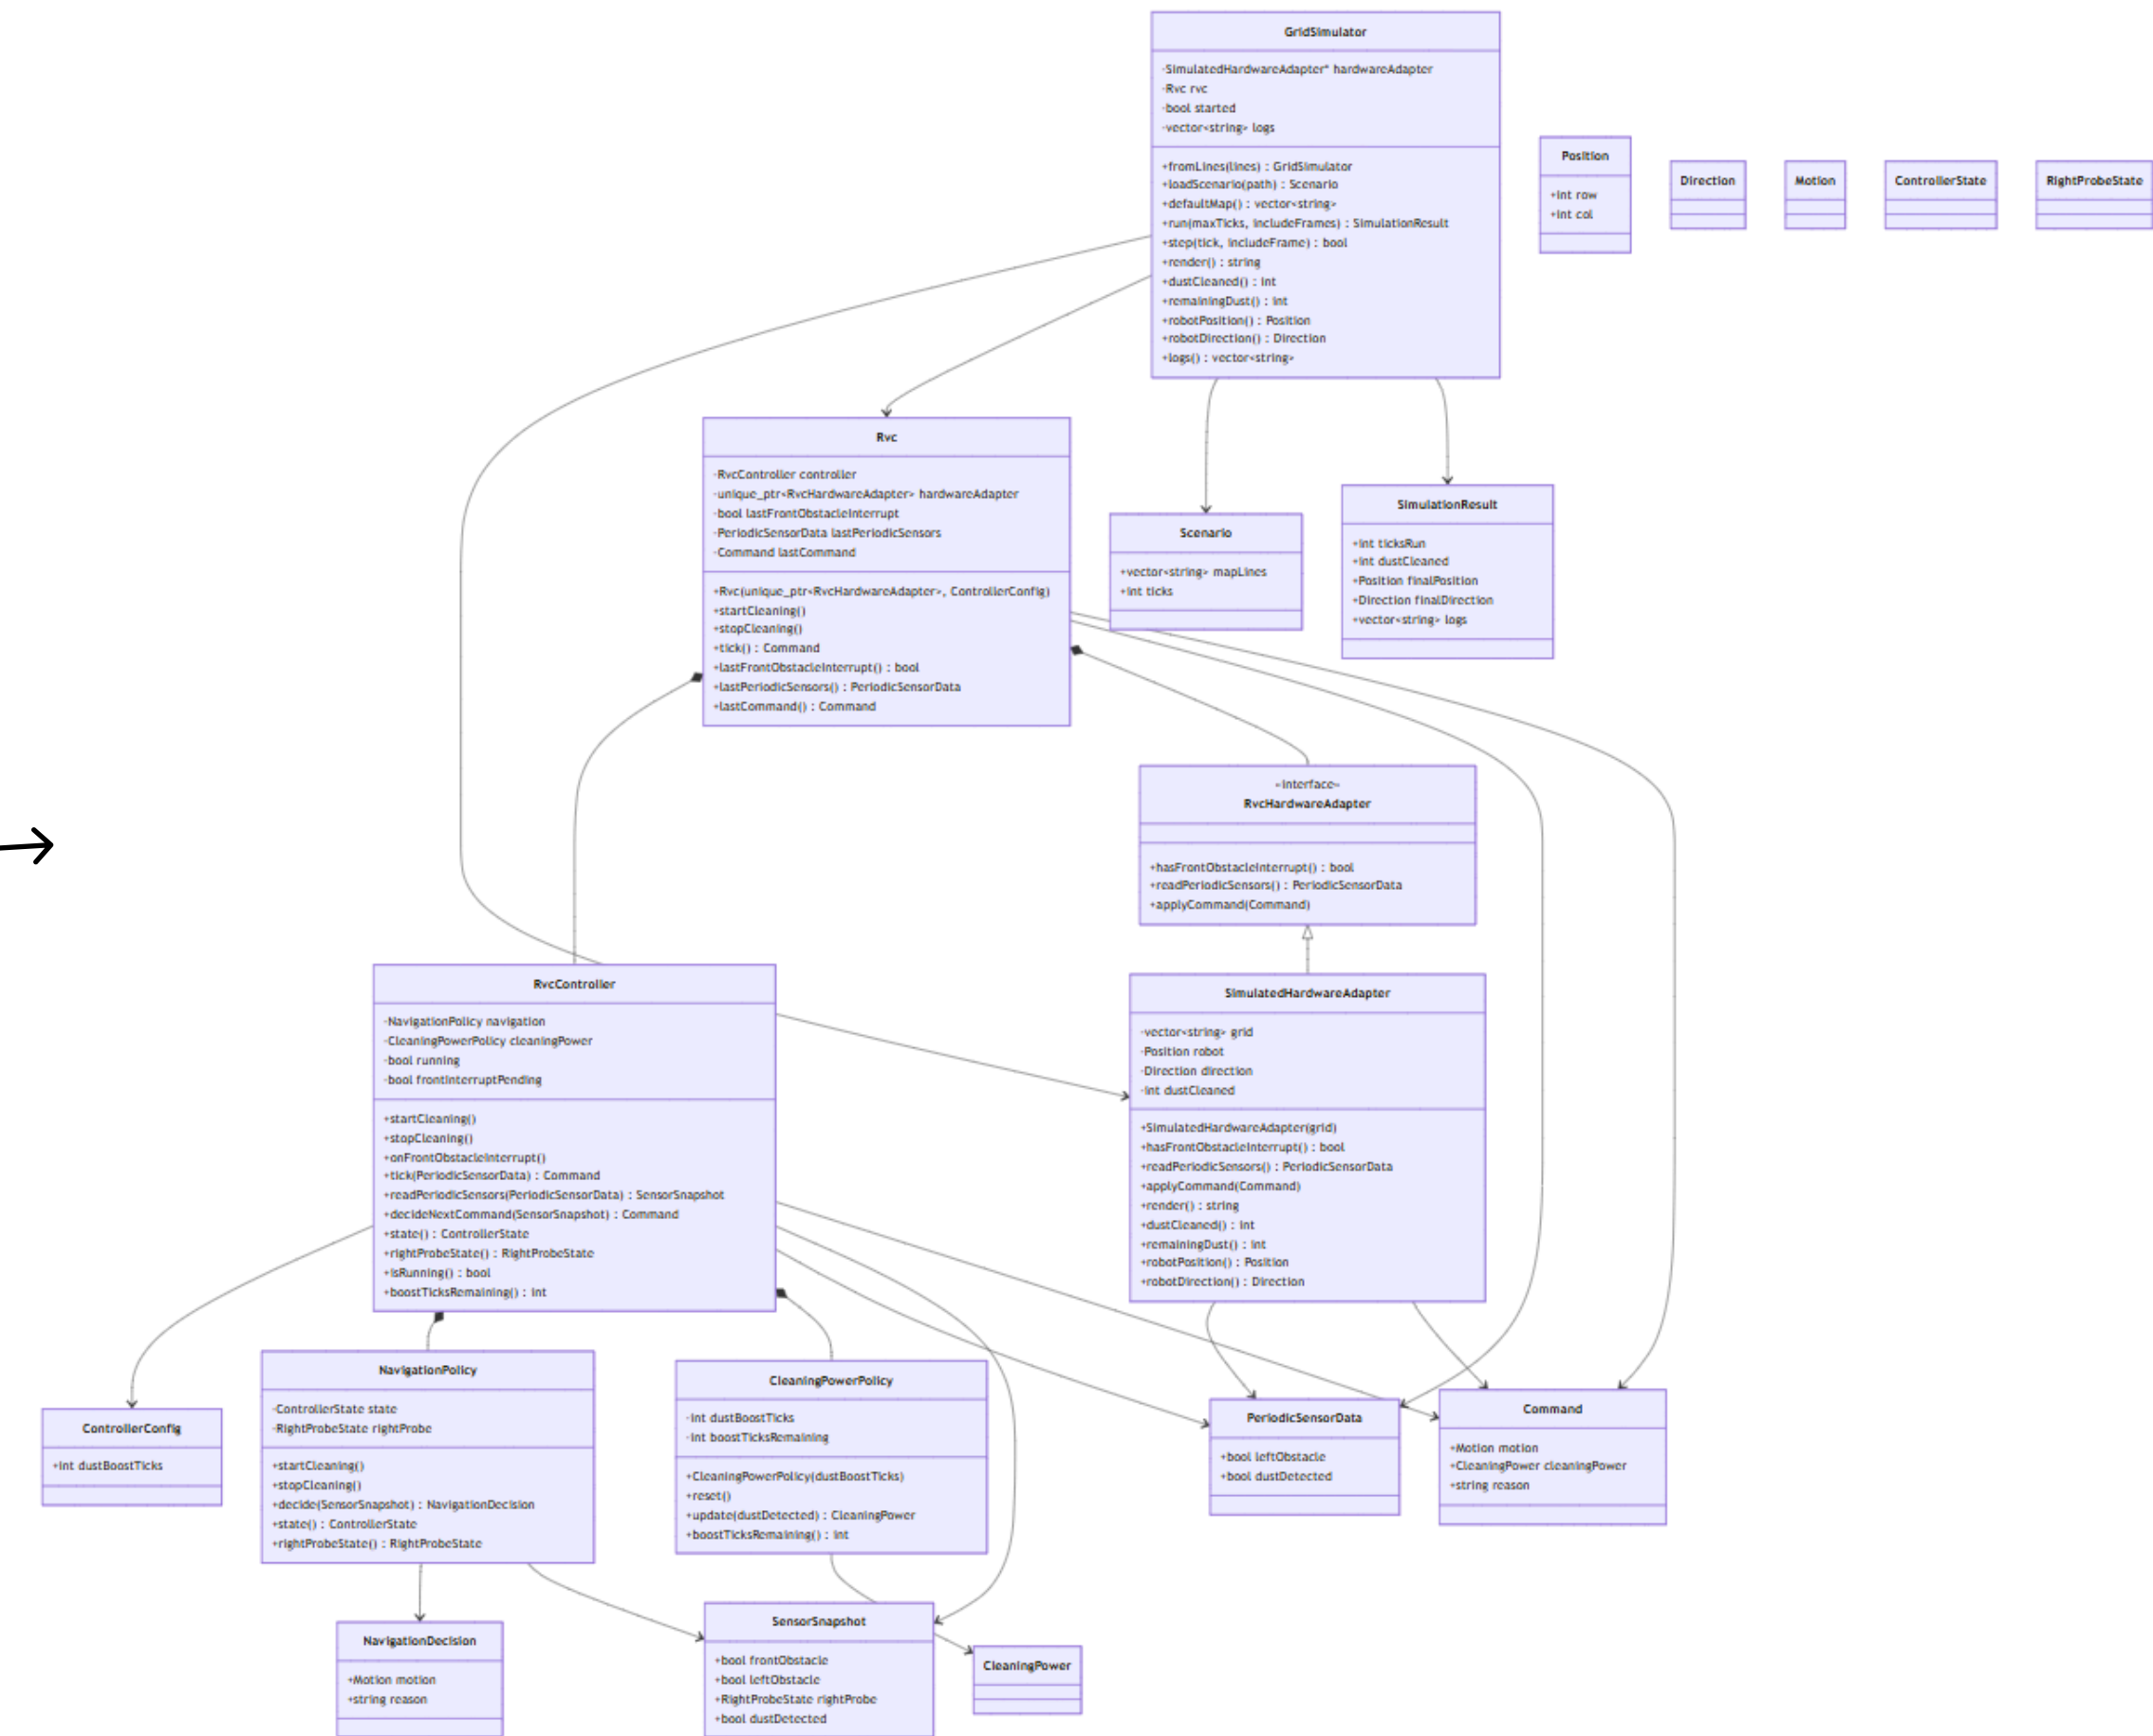 GridSimulator
-SimulatedHardwareAdapter* hardwareAdapter
-Rvc rvc
-bool started
-vector<string> logs
+fromLines(lines) : GridSimulator
+loadScenario(path) : Scenario
+defaultMap() : vector<string>
+run(maxTicks, includeFrames) : SimulationResult
+step(tick, includeFrame) : bool
+render() : string
+dustCleaned() : int
+remainingDust() : int
+robotPosition() : Position
+robotDirection() : Direction
+logs() : vector<string>
Position
+int row
+int col
Direction
Motion
ControllerState
RightProbeState
Rvc
-RvcController controller
-unique_ptr<RvcHardwareAdapter> hardwareAdapter
-bool lastFrontObstacleInterrupt
-PeriodicSensorData lastPeriodicSensors
-Command lastCommand
+Rvc(unique_ptr<RvcHardwareAdapter>, ControllerConfig)
+startCleaning()
+stopCleaning()
+tick() : Command
+lastFrontObstacleInterrupt() : bool
+lastPeriodicSensors() : PeriodicSensorData
+lastCommand() : Command
Scenario
+vector<string> mapLines
+int ticks
SimulationResult
+int ticksRun
+int dustCleaned
+Position finalPosition
+Direction finalDirection
+vector<string> logs
«interface»
RvcHardwareAdapter
+hasFrontObstacleInterrupt() : bool
+readPeriodicSensors() : PeriodicSensorData
+applyCommand(Command)
RvcController
-NavigationPolicy navigation
-CleaningPowerPolicy cleaningPower
-bool running
-bool frontInterruptPending
+startCleaning()
+stopCleaning()
+onFrontObstacleInterrupt()
+tick(PeriodicSensorData) : Command
+readPeriodicSensors(PeriodicSensorData) : SensorSnapshot
+decideNextCommand(SensorSnapshot) : Command
+state() : ControllerState
+rightProbeState() : RightProbeState
+isRunning() : bool
+boostTicksRemaining() : int
SimulatedHardwareAdapter
-vector<string> grid
-Position robot
-Direction direction
-int dustCleaned
+SimulatedHardwareAdapter(grid)
+hasFrontObstacleInterrupt() : bool
+readPeriodicSensors() : PeriodicSensorData
+applyCommand(Command)
+render() : string
+dustCleaned() : int
+remainingDust() : int
+robotPosition() : Position
+robotDirection() : Direction
ControllerConfig
+int dustBoostTicks
NavigationPolicy
-ControllerState state
-RightProbeState rightProbe
+startCleaning()
+stopCleaning()
+decide(SensorSnapshot) : NavigationDecision
+state() : ControllerState
+rightProbeState() : RightProbeState
CleaningPowerPolicy
-int dustBoostTicks
-int boostTicksRemaining
+CleaningPowerPolicy(dustBoostTicks)
+reset()
+update(dustDetected) : CleaningPower
+boostTicksRemaining() : int
PeriodicSensorData
+bool leftObstacle
+bool dustDetected
Command
+Motion motion
+CleaningPower cleaningPower
+string reason
NavigationDecision
+Motion motion
+string reason
SensorSnapshot
+bool frontObstacle
+bool leftObstacle
+RightProbeState rightProbe
+bool dustDetected
CleaningPower